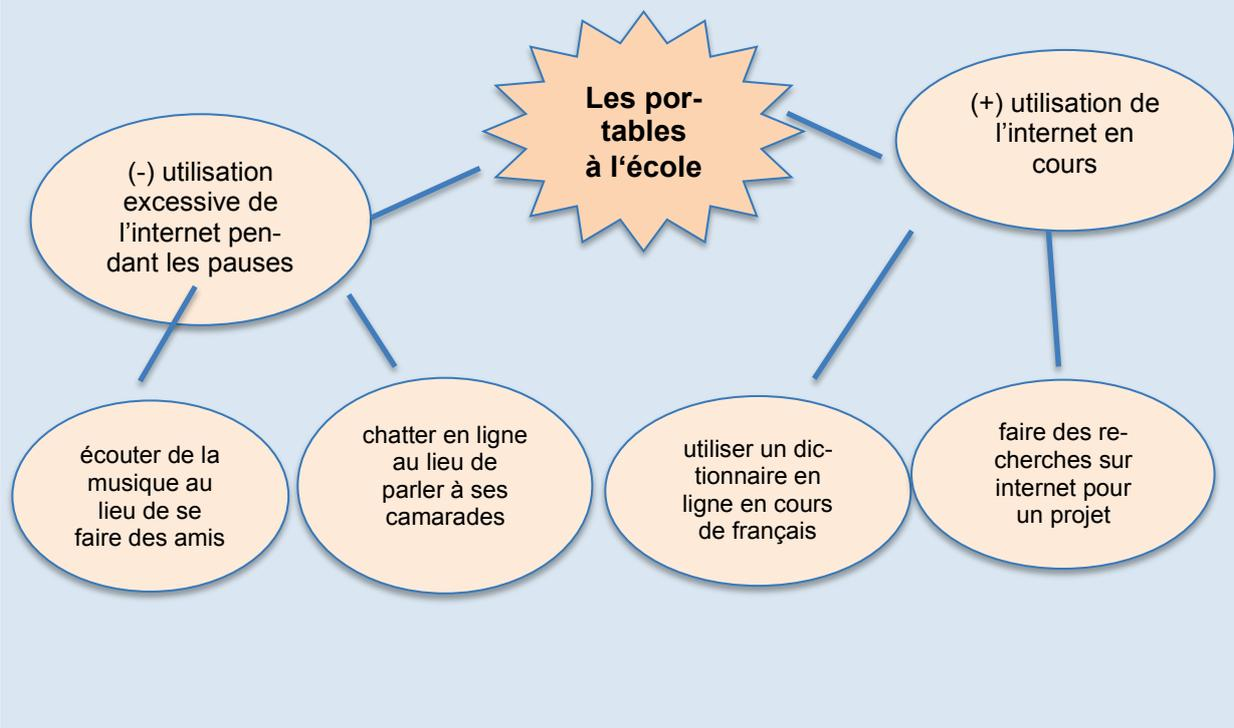 Les por-
tables
à l‘école
(-) utilisation
excessive de
l’internet pen-
dant les pauses
(+) utilisation de
l’internet en
cours
écouter de la
musique au
lieu de se
faire des amis
chatter en ligne
au lieu de
parler à ses
camarades
utiliser un dic-
tionnaire en
ligne en cours
de français
faire des re-
cherches sur
internet pour
un projet